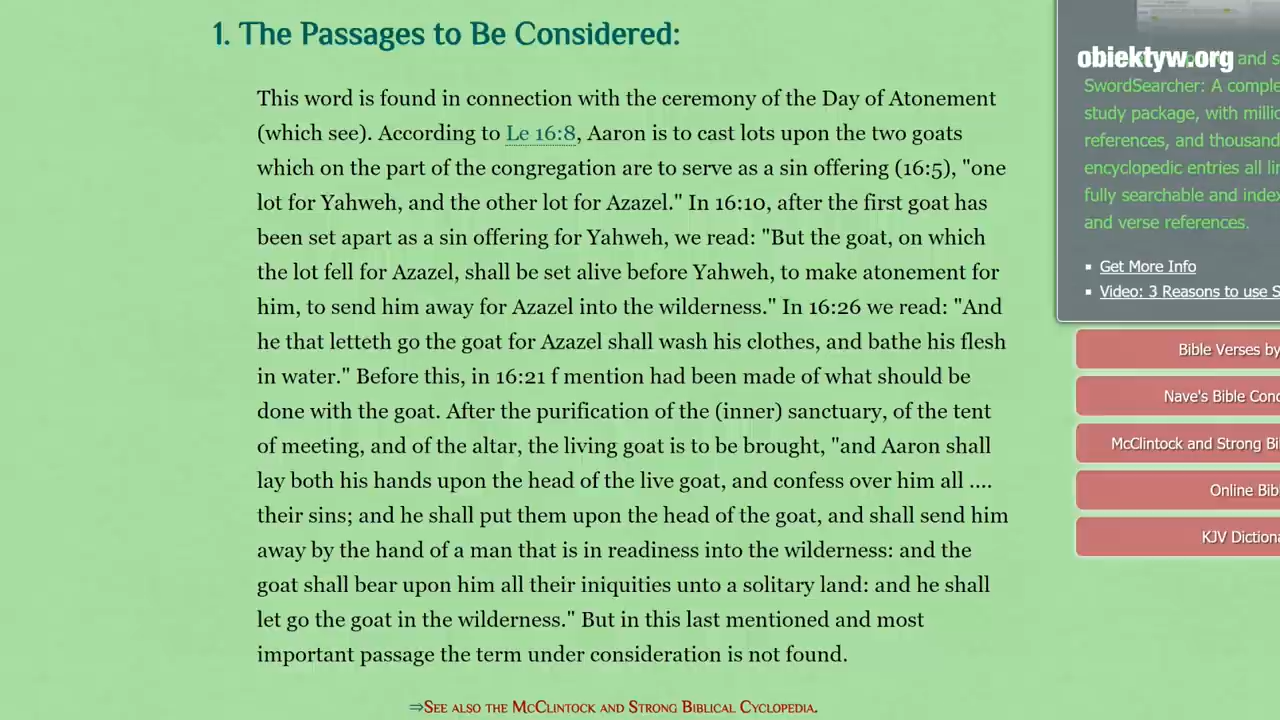 1. The Passages to Be Considered:
This word is found in connection with the ceremony of the Day of Atonement
(which see). According to Le 16:8, Aaron is to cast lots upon the two goats
which on the part of the congregation are to serve as a sin offering (16:5), "one
lot for Yahweh, and the other lot for Azazel." In 16:10, after the first goat has
been set apart as a sin offering for Yahweh, we read: "But the goat, on which
the lot fell for Azazel, shall be set alive before Yahweh, to make atonement for
him, to send him away for Azazel into the wilderness." In 16:26 we read: "And
he that letteth go the goat for Azazel shall wash his clothes, and bathe his flesh
in water." Before this, in 16:21 f mention had been made of what should be
done with the goat. After the purification of the (inner) sanctuary, of the tent
of meeting, and of the altar, the living goat is to be brought, "and Aaron shall
lay both his hands upon the head of the live goat, and confess over him all ....
their sins; and he shall put them upon the head of the goat, and shall send him
away by the hand of a man that is in readiness into the wilderness: and the
goat shall bear upon him all their iniquities unto a solitary land: and he shall
let go the goat in the wilderness." But in this last mentioned and most
important passage the term under consideration is not found.
⇒See also the McClintock and Strong Biblical Cyclopedia.
obiektyw.org
and s
SwordSearcher: A comple
study package, with millio
references, and thousand
encyclopedic entries all li
fully searchable and index
and verse references.
▪ Get More Info
▪ Video: 3 Reasons to use S
Bible Verses by
Nave's Bible Conc
McClintock and Strong Bi
Online Bib
KJV Dictiona